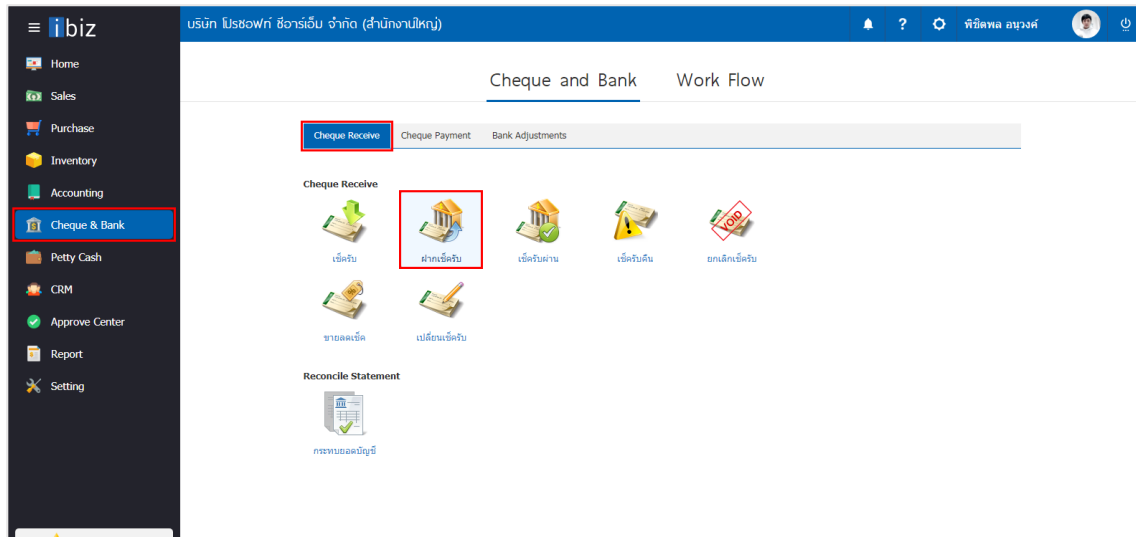 ibiz
บริษัท โปรซอฟท์ ซีอาร์เอ็ม จำกัด (สำนักงานใหญ่)
?
พิชิตพล อนุวงค์
Home
Sales
Purchase
Inventory
Accounting
Cheque & Bank
Petty Cash
CRM
Approve Center
Report
Setting
Cheque and Bank Work Flow
Cheque Receive Cheque Payment Bank Adjustments
Cheque Receive
VOID
เช็ครับ ฝากเช็ครับ เช็ครับผ่าน เช็ครับคืน ยกเลิกเช็ครับ
ขายลดเช็ค เปลี่ยนเช็ครับ
Reconcile Statement
กระทบยอดบัญชี